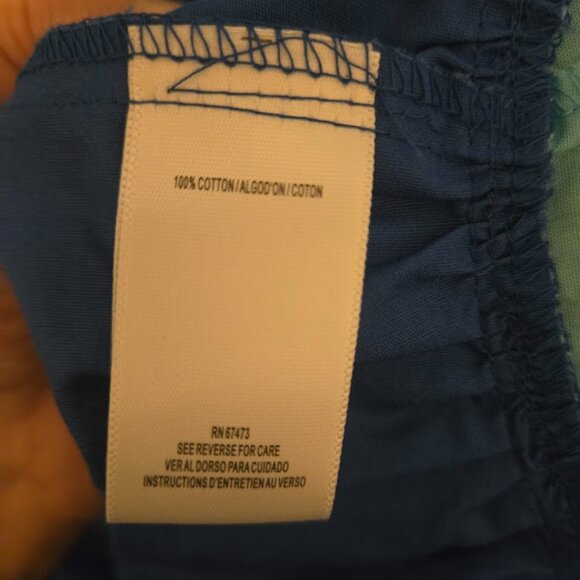 100% COTTON/ALGOD'ON/COTON
RN 67473
SEE REVERSE FOR CARE
VER AL DORSO PARA CUIDADO
INSTRUCTIONS D'ENTRETIEN AU VERSO